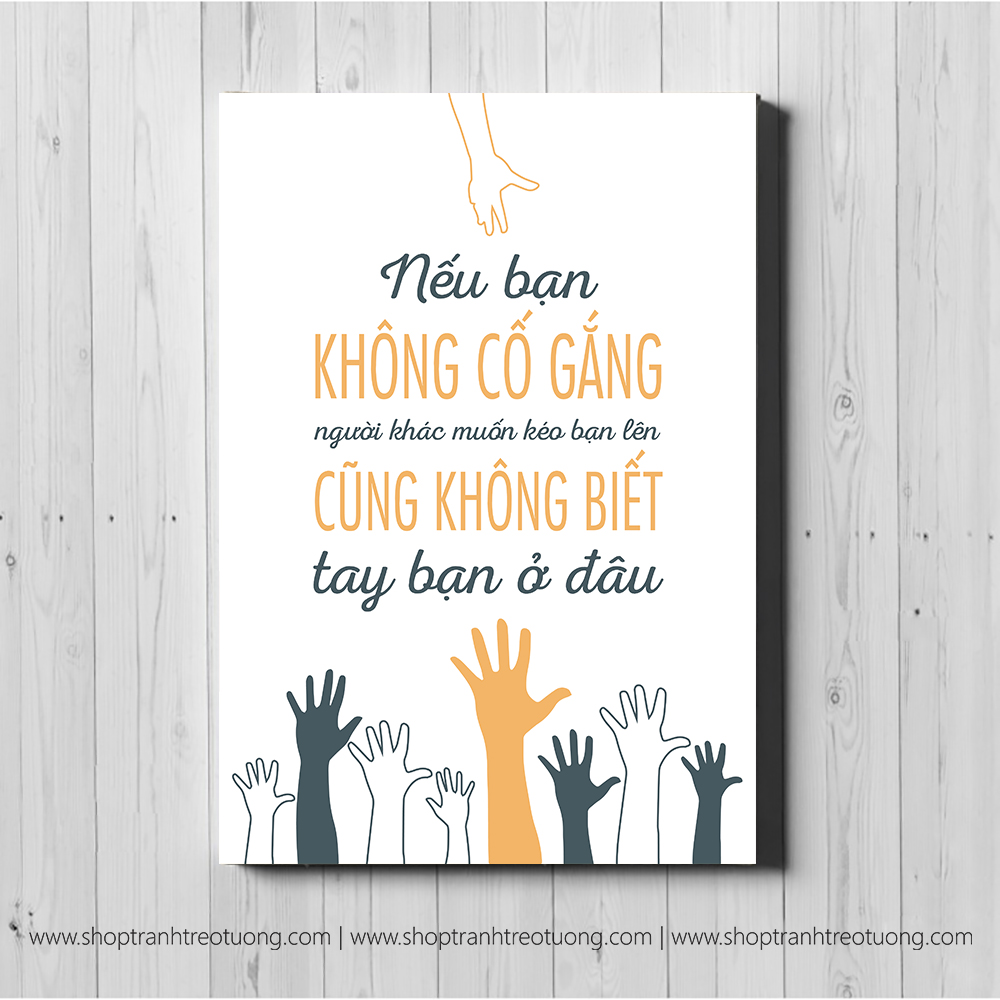 Nếu bạn
KHÔNG CỐ GẮNG
người khác muốn kéo bạn lên
CŨNG KHÔNG BIẾT
tay bạn ở đâu
www.shoptranhtreotuong.com | www.shoptranhtreotuong.com | www.shoptranhtreotuong.com